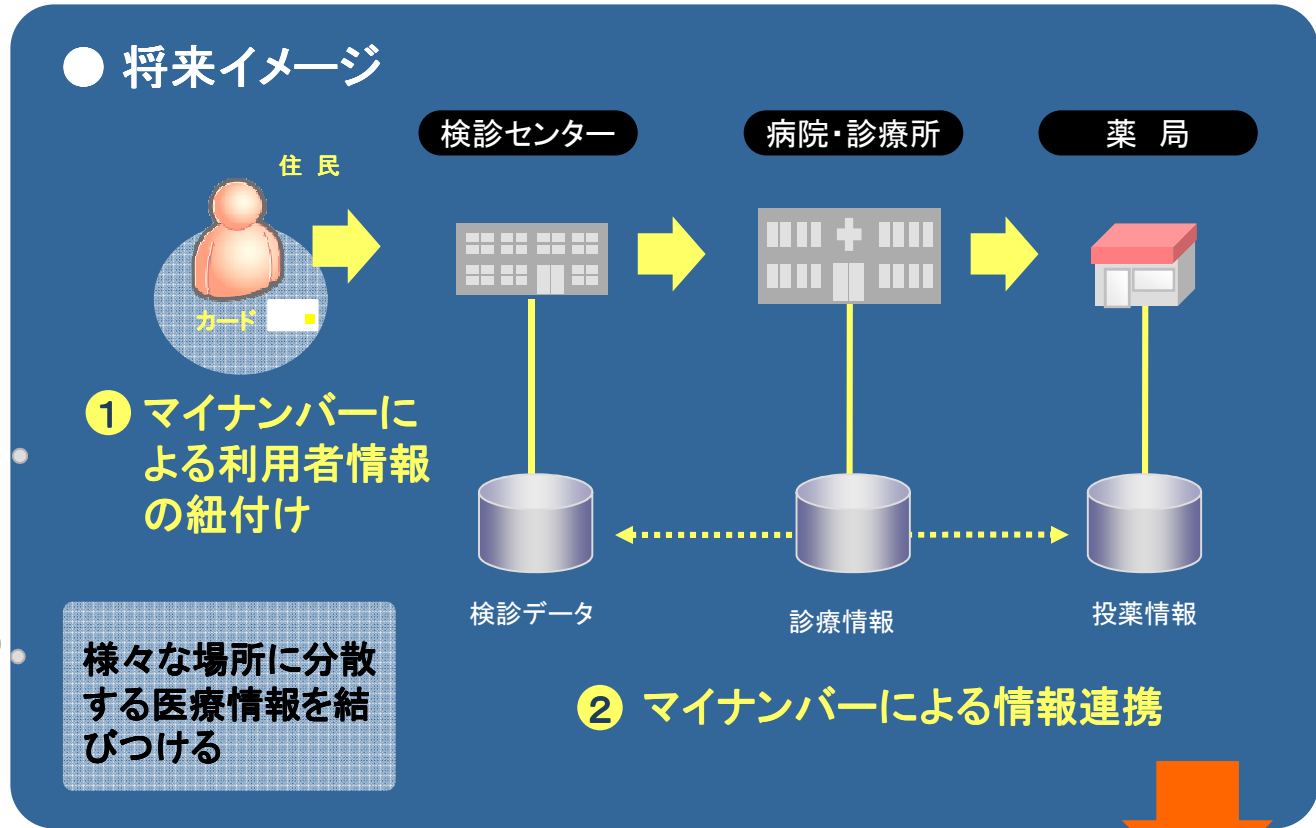 ● 将来イメージ
検診センター
病院・診療所
薬 局
住 民
カード
❶ マイナンバーに
よる利用者情報
の紐付け
検診データ
診療情報
投薬情報
様々な場所に分散
する医療情報を結
びつける
❷ マイナンバーによる情報連携